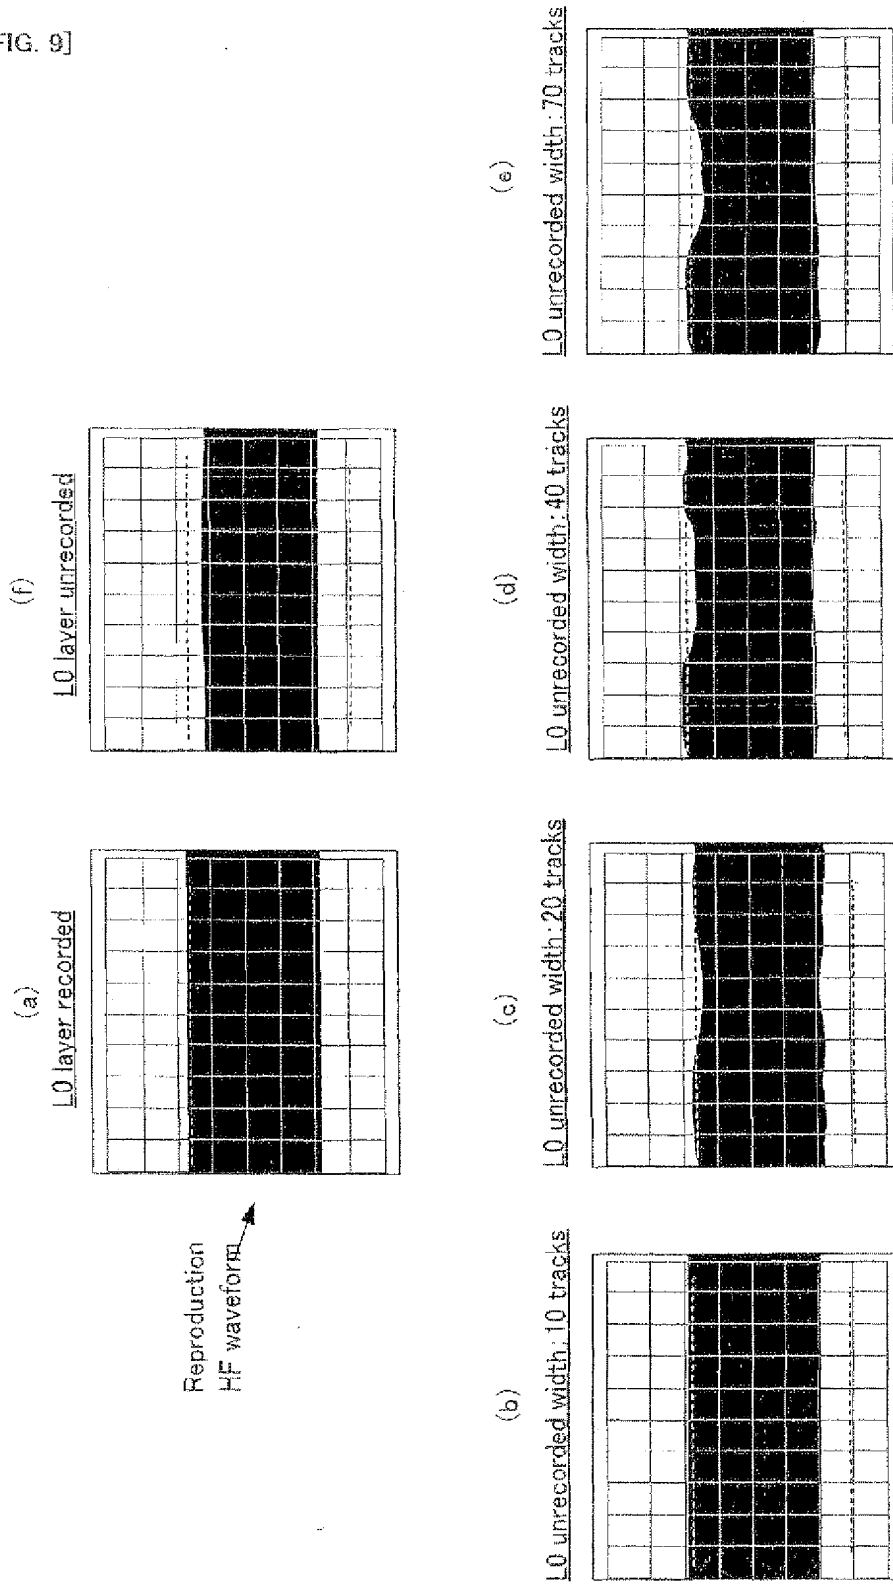 FIG. 9]
(a)
L0 layer recorded
Reproduction
HF waveform
(f)
L0 layer unrecorded
(b)
L0 unrecorded width: 10 tracks
(c)
L0 unrecorded width: 20 tracks
(d)
L0 unrecorded width: 40 tracks
(e)
L0 unrecorded width: 70 tracks